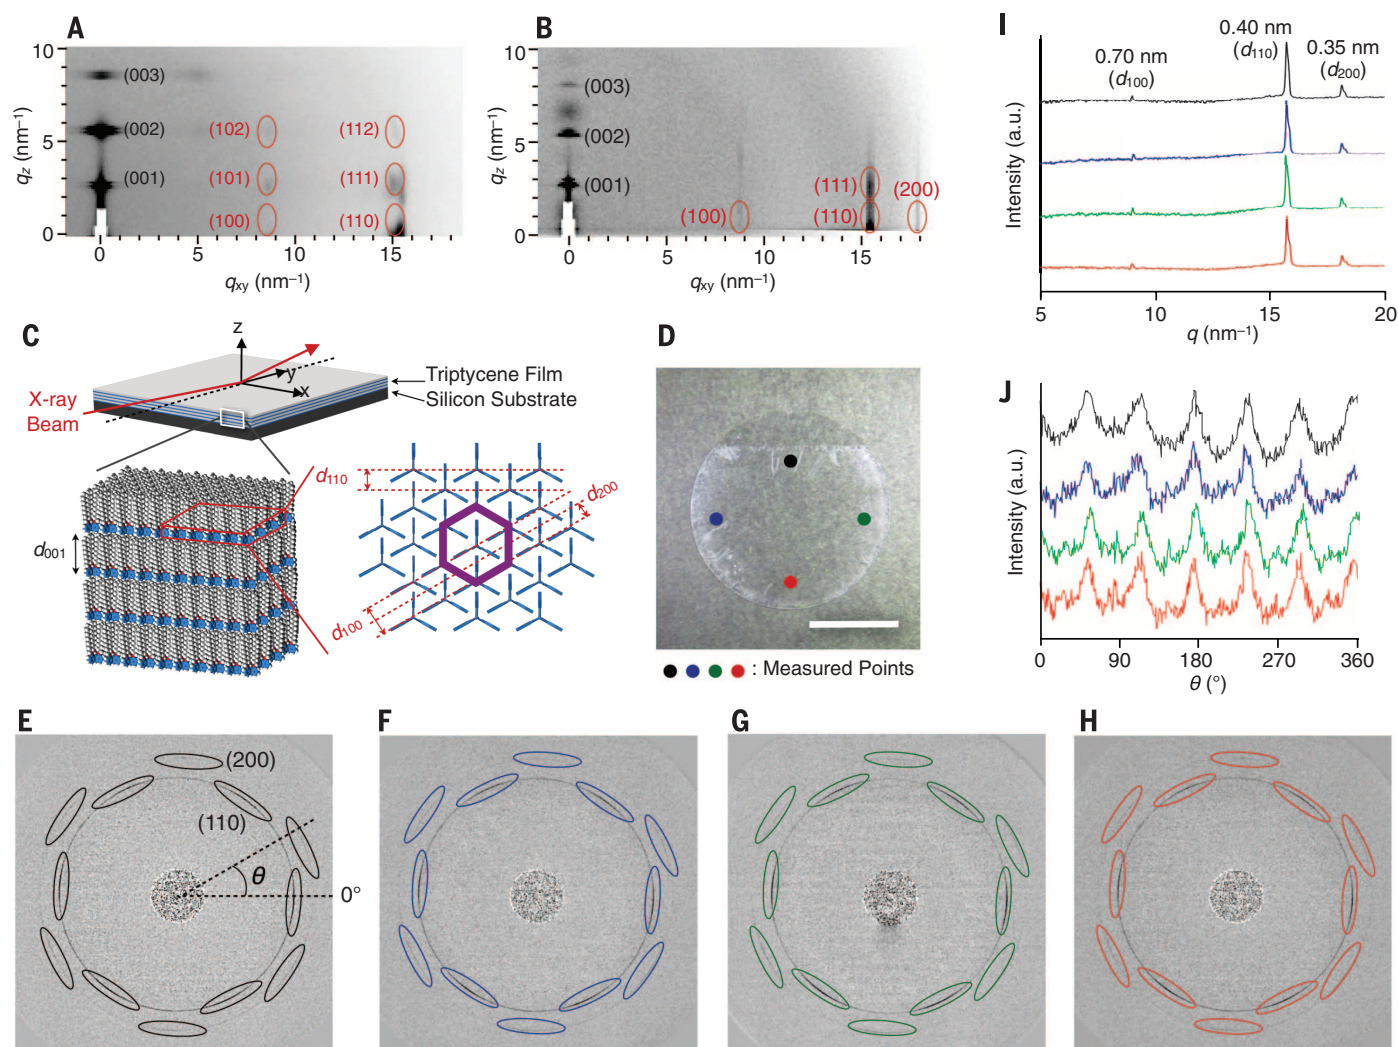 A
10
5
0
qz (nm–1)
(003)
(002)
(001)
(102)
(101)
(100)
(112)
(111)
(110)
0
5
10
15
qxy (nm–1)
B
10
5
0
qz (nm–1)
(003)
(002)
(001)
(100)
(111)
(110)
(200)
0
5
10
15
qxy (nm–1)
I
0.70 nm
(d100)
0.40 nm
(d110)
0.35 nm
(d200)
Intensity (a.u.)
5
10
15
20
q (nm–1)
C
z
y
x
X-ray
Beam
Triptycene Film
Silicon Substrate
d001
d110
d200
d100
D
: Measured Points
J
Intensity (a.u.)
0
90
180
270
360
θ (°)
E
(200)
(110)
θ
0°
F
G
H